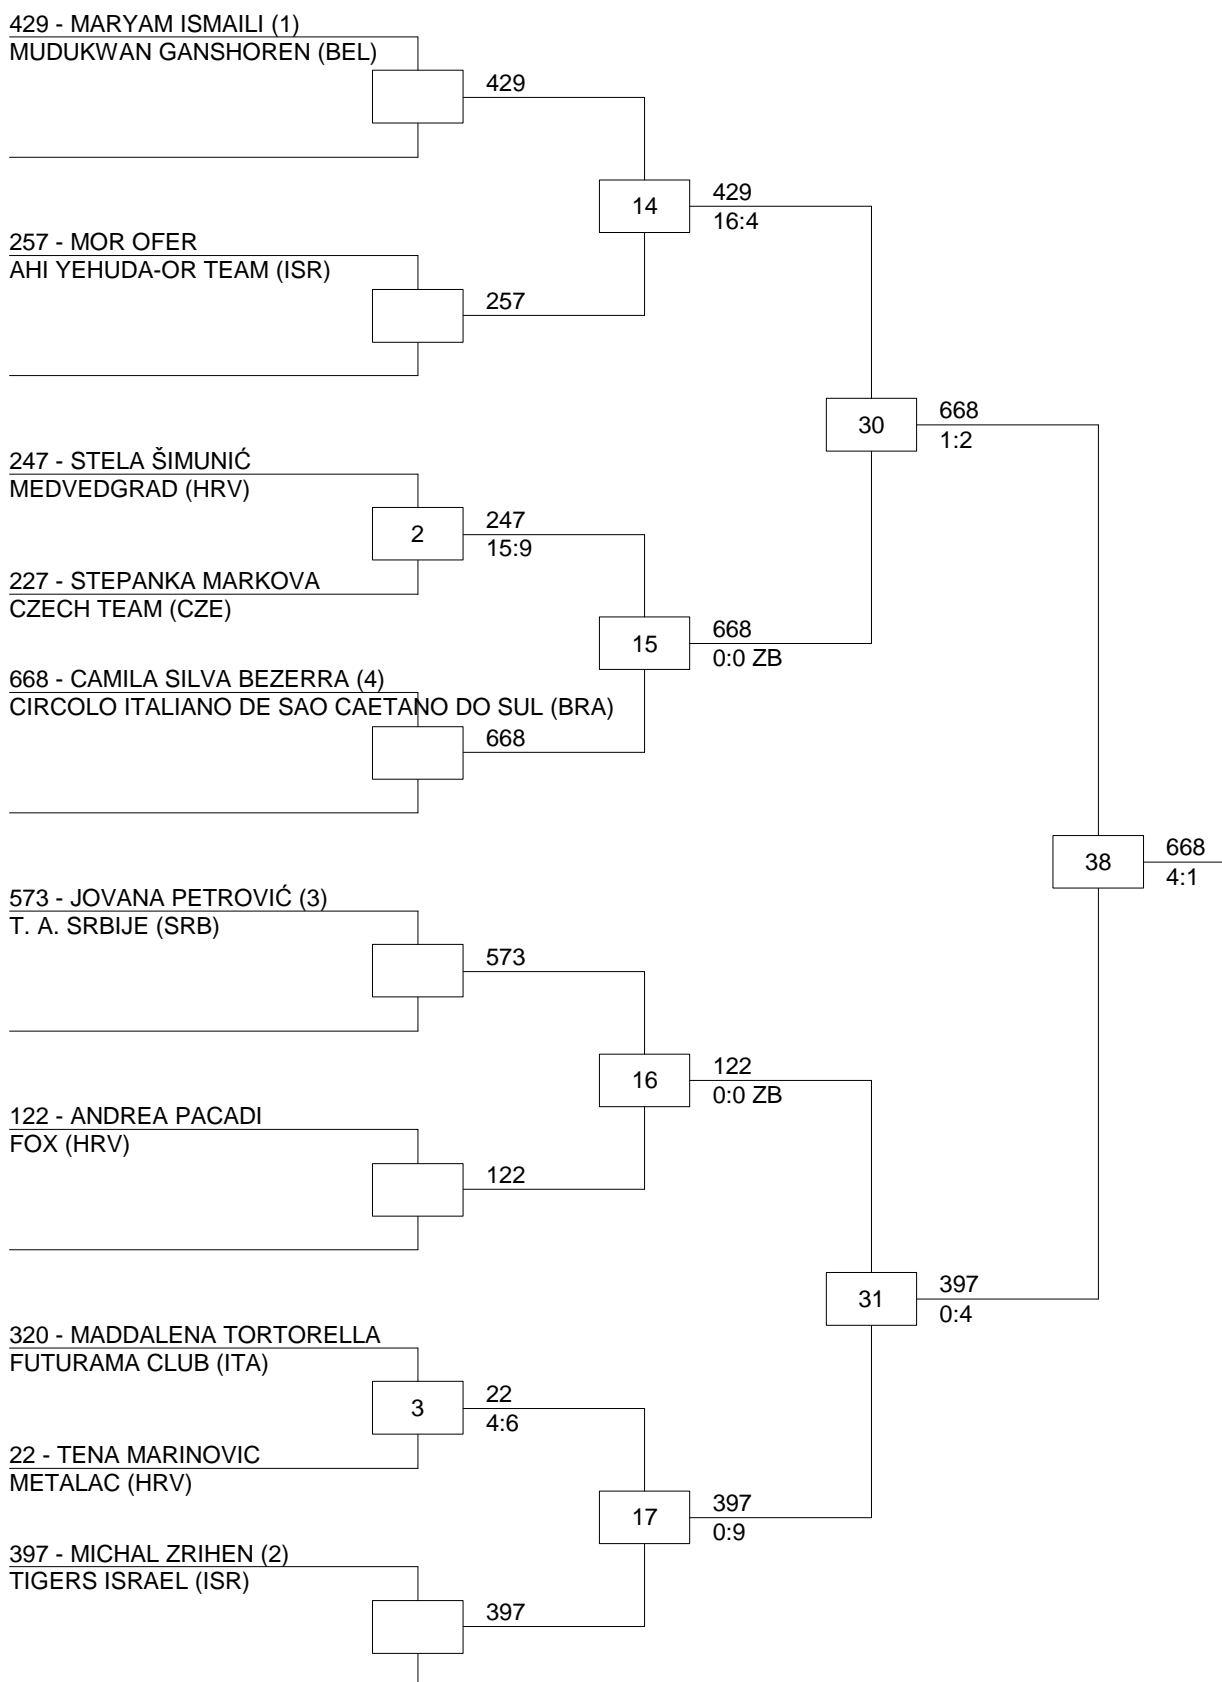 429 - MARYAM ISMAILI (1)
MUDUKWAN GANSHOREN (BEL)
429
14
429
16:4
257 - MOR OFER
AHI YEHUDA-OR TEAM (ISR)
257
30
668
1:2
247 - STELA ŠIMUNIĆ
MEDVEDGRAD (HRV)
2
247
15:9
227 - STEPANKA MARKOVA
CZECH TEAM (CZE)
15
668
0:0 ZB
668 - CAMILA SILVA BEZERRA (4)
CIRCOLO ITALIANO DE SAO CAETANO DO SUL (BRA)
668
38
668
4:1
573 - JOVANA PETROVIĆ (3)
T. A. SRBIJE (SRB)
573
16
122
0:0 ZB
122 - ANDREA PACADI
FOX (HRV)
122
31
397
0:4
320 - MADDALENA TORTORELLA
FUTURAMA CLUB (ITA)
3
22
4:6
22 - TENA MARINOVIC
METALAC (HRV)
17
397
0:9
397 - MICHAL ZRIHEN (2)
TIGERS ISRAEL (ISR)
397